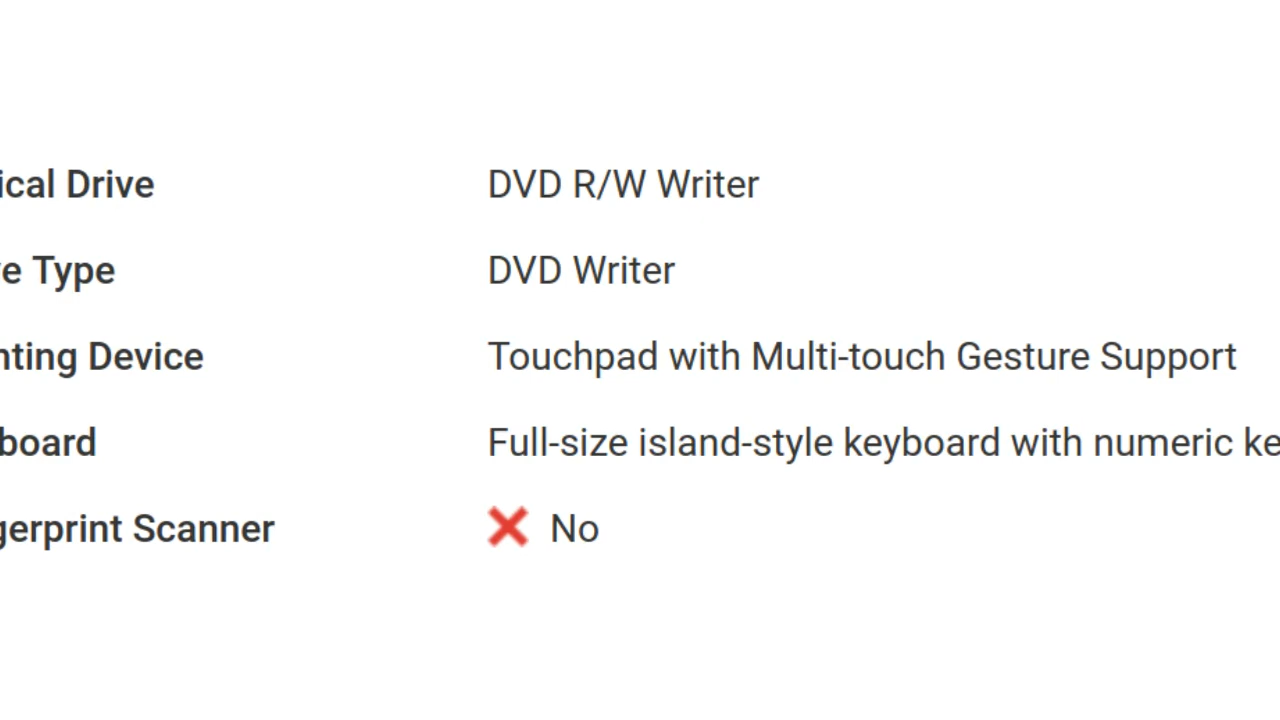 ical Drive DVD R/W Writer
e Type DVD Writer
nting Device Touchpad with Multi-touch Gesture Support
board Full-size island-style keyboard with numeric ke
gerprint Scanner ❌ No